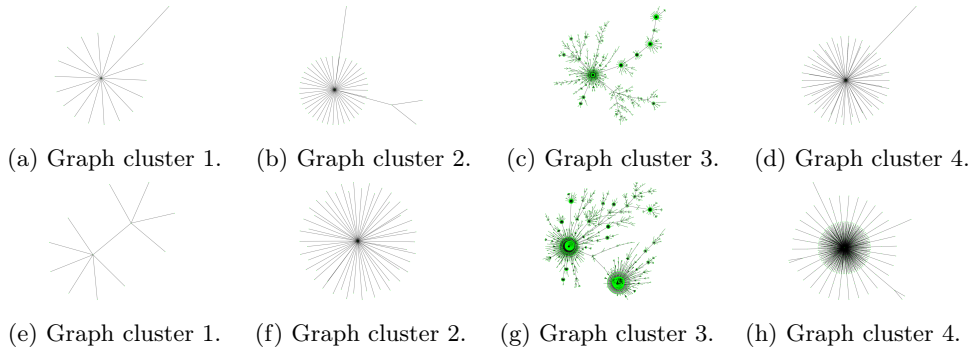 (a) Graph cluster 1. (b) Graph cluster 2. (c) Graph cluster 3. (d) Graph cluster 4.
(e) Graph cluster 1. (f) Graph cluster 2. (g) Graph cluster 3. (h) Graph cluster 4.